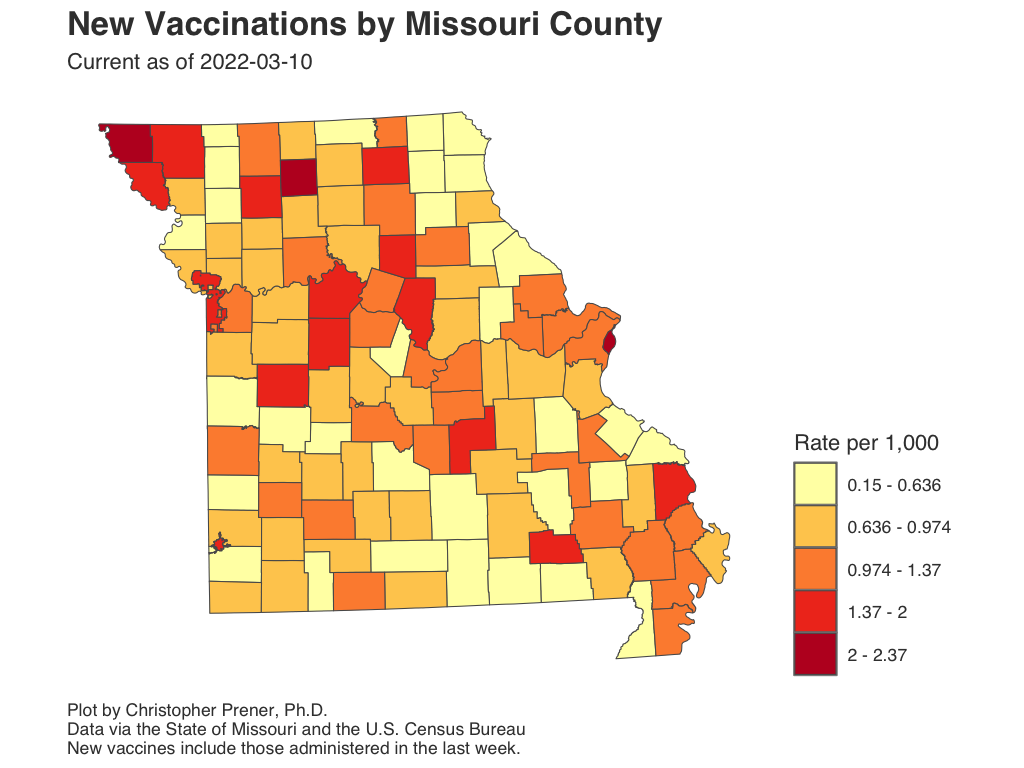 New Vaccinations by Missouri County
Current as of 2022-03-10
Rate per 1,000
0.15 - 0.636
0.636 - 0.974
0.974 - 1.37
1.37 - 2
2 - 2.37
Plot by Christopher Prener, Ph.D.
Data via the State of Missouri and the U.S. Census Bureau
New vaccines include those administered in the last week.